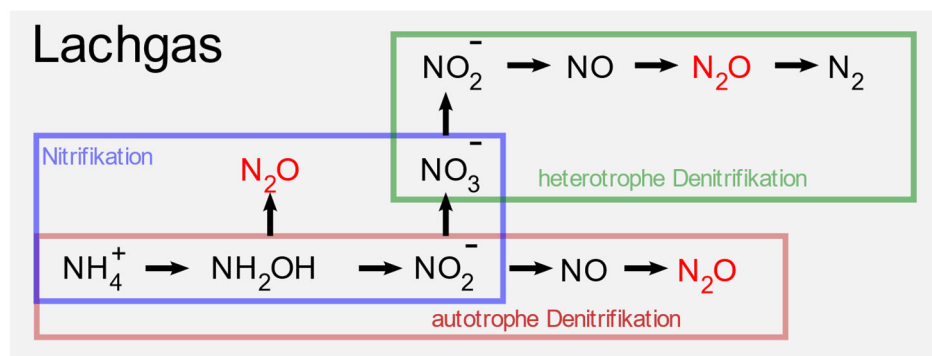 Lachgas
NO₂⁻ → NO → N₂O → N₂
Nitrifikation
N₂O
NO₃⁻
heterotrophe Denitrifikation
NH₄⁺ → NH₂OH → NO₂⁻ → NO → N₂O
autotrophe Denitrifikation